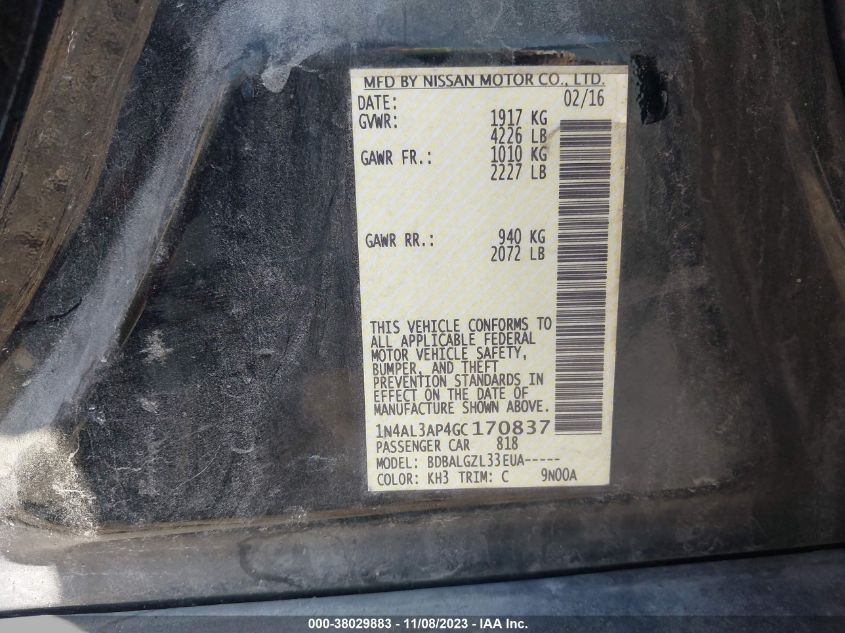 MFD BY NISSAN MOTOR CO., LTD.
DATE: 02/16
GVWR: 1917 KG
4226 LB
GAWR FR.: 1010 KG
2227 LB
GAWR RR.: 940 KG
2072 LB
THIS VEHICLE CONFORMS TO
ALL APPLICABLE FEDERAL
MOTOR VEHICLE SAFETY,
BUMPER, AND THEFT
PREVENTION STANDARDS IN
EFFECT ON THE DATE OF
MANUFACTURE SHOWN ABOVE.
1N4AL3AP4GC170837
PASSENGER CAR 818
MODEL: BDBALGZL33EUA-----
COLOR: KH3 TRIM: C 9N00A
000-38029883 - 11/08/2023 - IAA Inc.